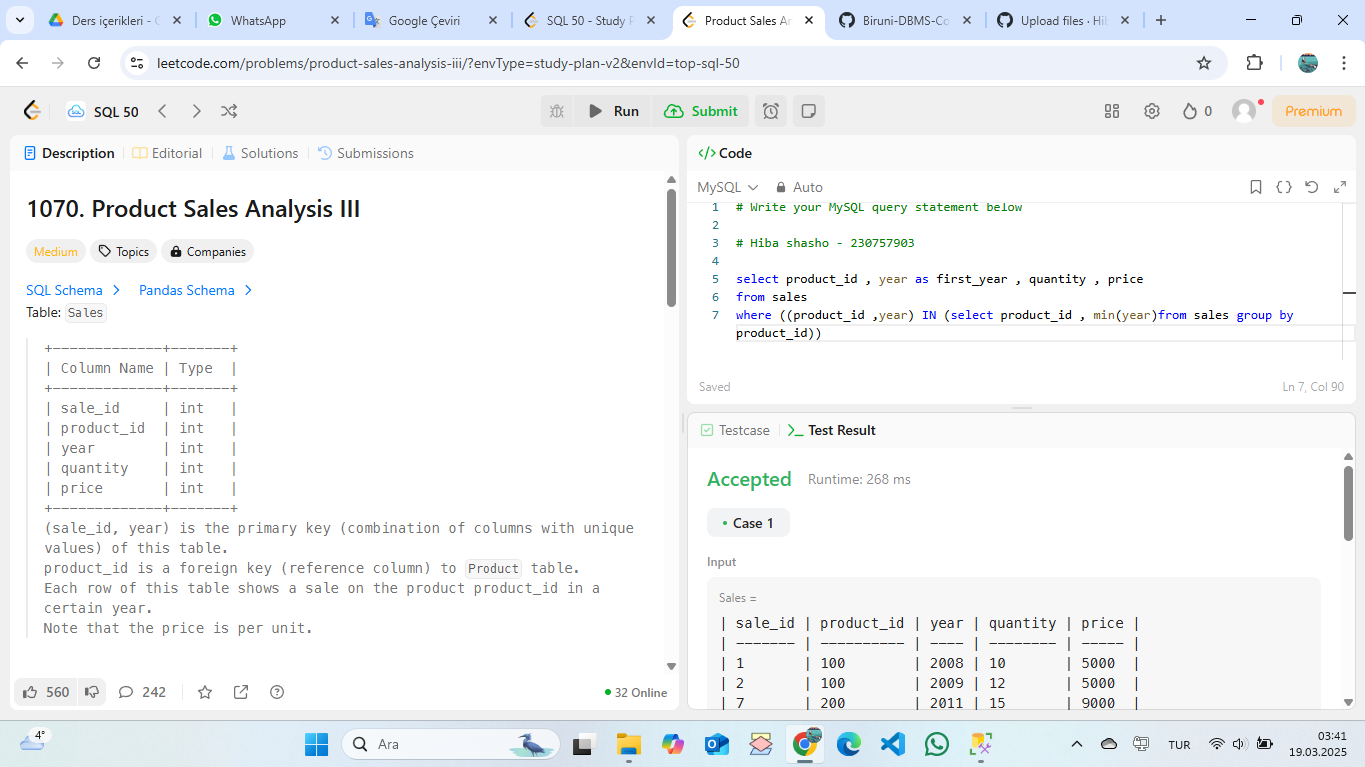 Ders içerikleri - G
WhatsApp
Google Çeviri
SQL 50 - Study P
Product Sales An
Biruni-DBMS-Co
Upload files · Hib
leetcode.com/problems/product-sales-analysis-iii/?envType=study-plan-v2&envId=top-sql-50
SQL 50
Run
Submit
0
Premium
Description
Editorial
Solutions
Submissions
1070. Product Sales Analysis III
Medium
Topics
Companies
SQL Schema
Pandas Schema
Table: Sales
+-------------+-------+
| Column Name | Type  |
+-------------+-------+
| sale_id     | int   |
| product_id  | int   |
| year        | int   |
| quantity    | int   |
| price       | int   |
+-------------+-------+
(sale_id, year) is the primary key (combination of columns with unique
values) of this table.
product_id is a foreign key (reference column) to Product table.
Each row of this table shows a sale on the product product_id in a
certain year.
Note that the price is per unit.
560
242
32 Online
Code
MySQL
Auto
1 # Write your MySQL query statement below
2
3 # Hiba shasho - 230757903
4
5 select product_id , year as first_year , quantity , price
6 from sales
7 where ((product_id ,year) IN (select product_id , min(year)from sales group by
product_id))
Saved
Ln 7, Col 90
Testcase
Test Result
Accepted
Runtime: 268 ms
• Case 1
Input
Sales =
| sale_id | product_id | year | quantity | price |
| ------- | ---------- | ---- | -------- | ----- |
| 1       | 100        | 2008 | 10       | 5000  |
| 2       | 100        | 2009 | 12       | 5000  |
| 7       | 200        | 2011 | 15       | 9000  |
4°
Ara
TUR
03:41
19.03.2025